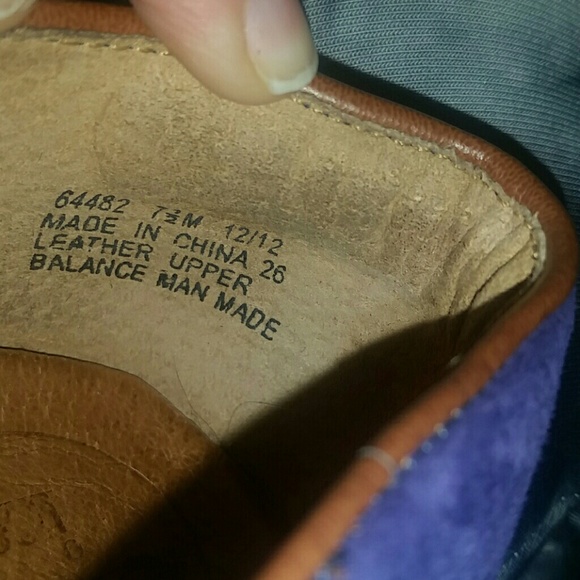 64482 7½M 12/12
MADE IN CHINA 26
LEATHER UPPER
BALANCE MAN MADE